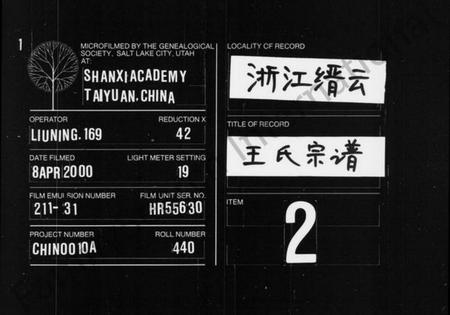 1
MICROFILMED BY THE GENEALOGICAL
SOCIETY, SALT LAKE CITY, UTAH
AT:
SHANXI ACADEMY
TAIYUAN, CHINA
OPERATOR
REDUCTION X
LIUNING. 169
42
DATE FILMED
LIGHT METER SETTING
8APR 2000
19
FILM EMULSION NUMBER
FILM UNIT SER. NO.
211-31
HR55630
PROJECT NUMBER
ROLL NUMBER
CHINOO 10A
440
LOCALITY OF RECORD
浙江缙云
TITLE OF RECORD
王氏宗谱
ITEM
2